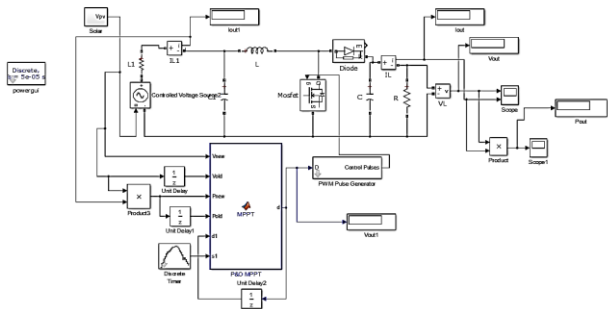 Vpv
Solar
Iout1
Iout
Vout
Discrete,
s = 5e-05 s
powergui
L1
IL1
L
Diode
IL
Controlled Voltage Source2
Mosfet
C
R
VL
Scope
Pout
Product
Scope1
Vnew
Vold
Unit Delay
Pnew
Product3
Pold
Unit Delay1
MPPT
d
d1
s1
D
Control Pulses
PWM Pulse Generator
Vout1
Discrete
Timer
P&O MPPT
Unit Delay2